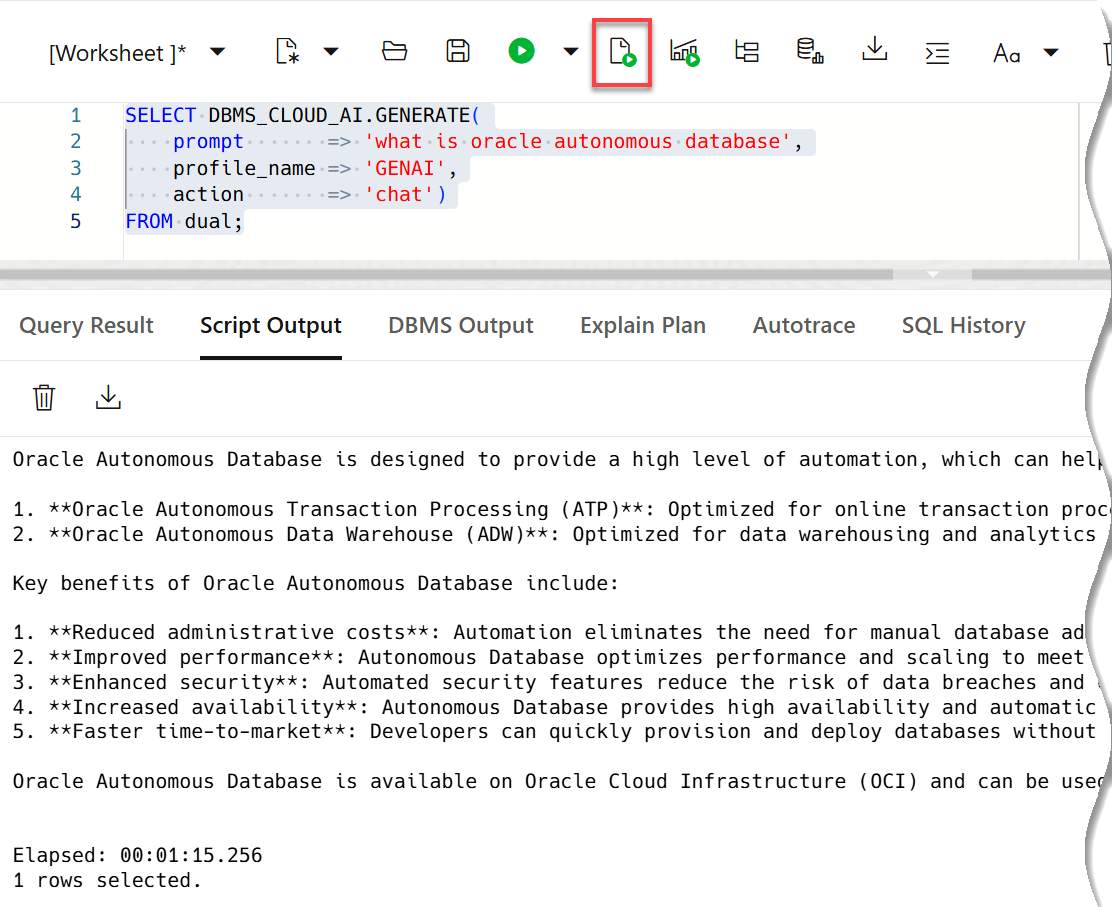 [Worksheet ]*
Aa
1 SELECT DBMS_CLOUD_AI.GENERATE(
2     prompt       => 'what is oracle autonomous database',
3     profile_name => 'GENAI',
4     action       => 'chat')
5 FROM dual;
Query Result Script Output DBMS Output Explain Plan Autotrace SQL History
Oracle Autonomous Database is designed to provide a high level of automation, which can help
1. **Oracle Autonomous Transaction Processing (ATP)**: Optimized for online transaction proc
2. **Oracle Autonomous Data Warehouse (ADW)**: Optimized for data warehousing and analytics
Key benefits of Oracle Autonomous Database include:
1. **Reduced administrative costs**: Automation eliminates the need for manual database ad
2. **Improved performance**: Autonomous Database optimizes performance and scaling to meet
3. **Enhanced security**: Automated security features reduce the risk of data breaches and
4. **Increased availability**: Autonomous Database provides high availability and automatic
5. **Faster time-to-market**: Developers can quickly provision and deploy databases without
Oracle Autonomous Database is available on Oracle Cloud Infrastructure (OCI) and can be used
Elapsed: 00:01:15.256
1 rows selected.